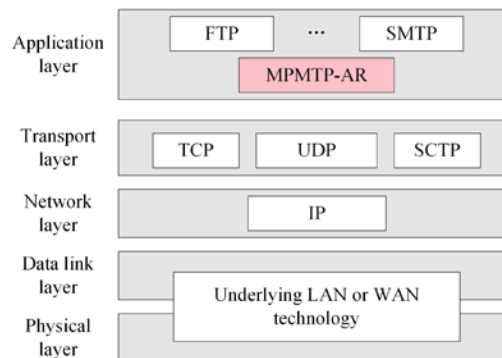 Application
layer
FTP
...
SMTP
MPMTP-AR
Transport
layer
TCP
UDP
SCTP
Network
layer
IP
Data link
layer
Underlying LAN or WAN
technology
Physical
layer